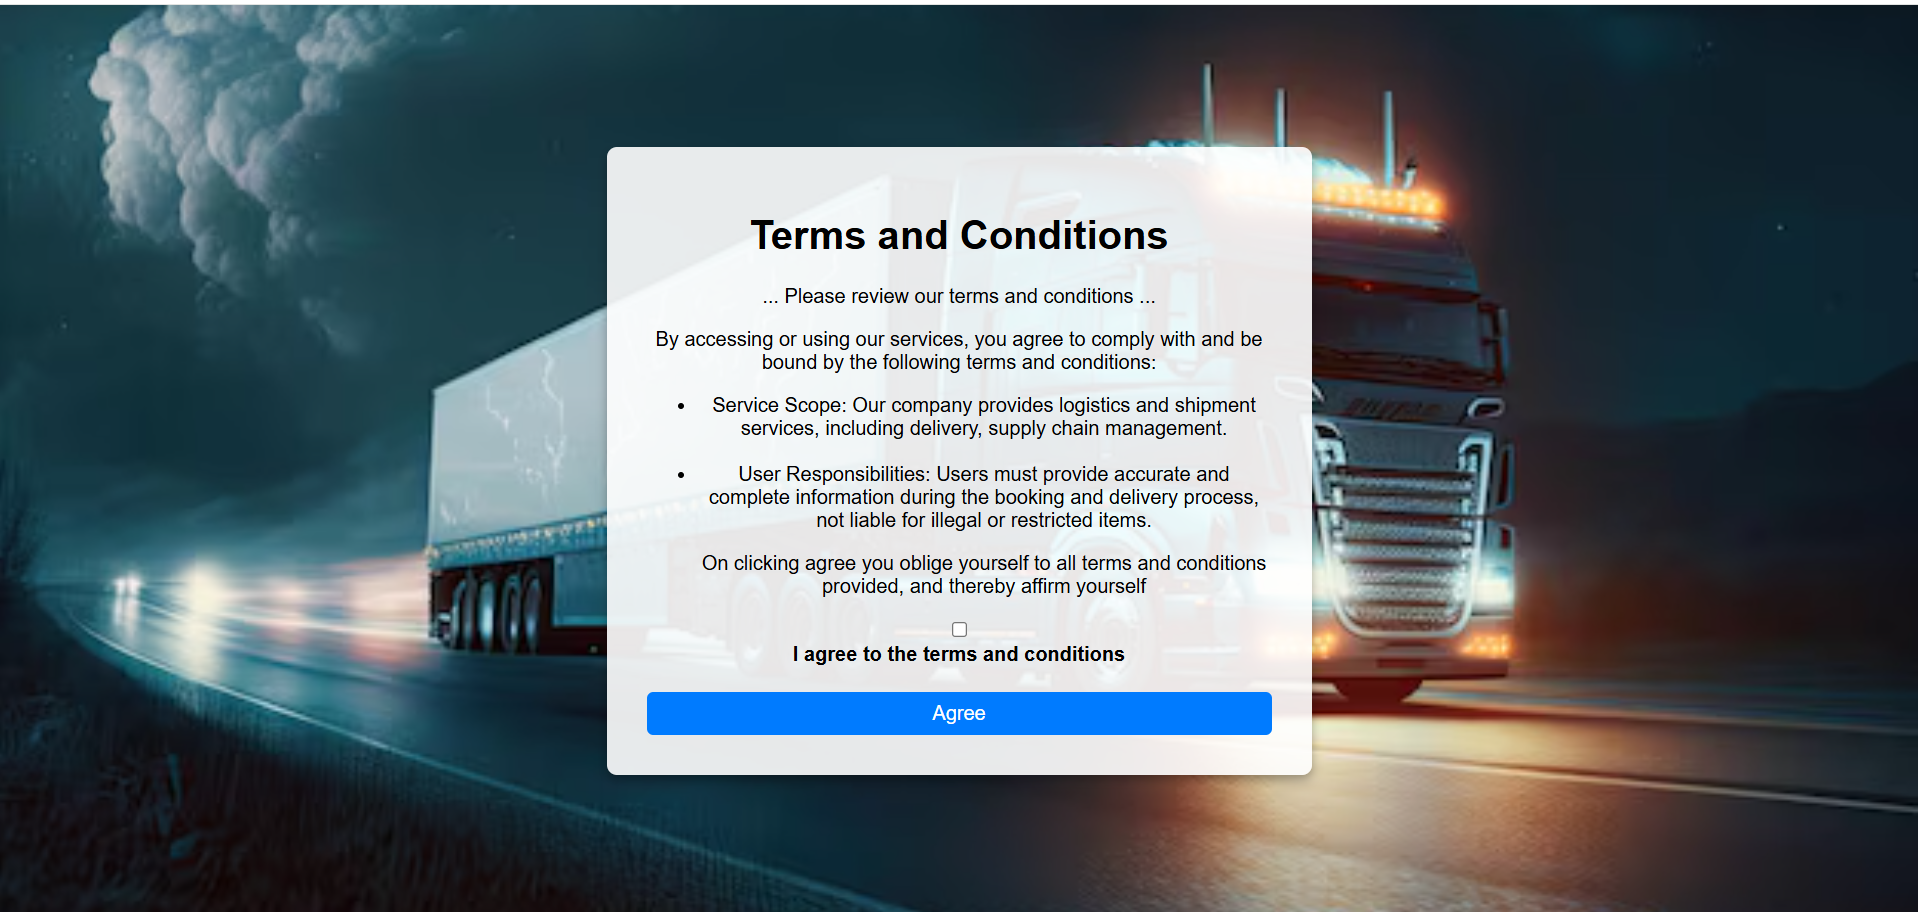 Terms and Conditions
... Please review our terms and conditions ...
By accessing or using our services, you agree to comply with and be
bound by the following terms and conditions:
• Service Scope: Our company provides logistics and shipment
services, including delivery, supply chain management.
• User Responsibilities: Users must provide accurate and
complete information during the booking and delivery process,
not liable for illegal or restricted items.
On clicking agree you oblige yourself to all terms and conditions
provided, and thereby affirm yourself
I agree to the terms and conditions
Agree